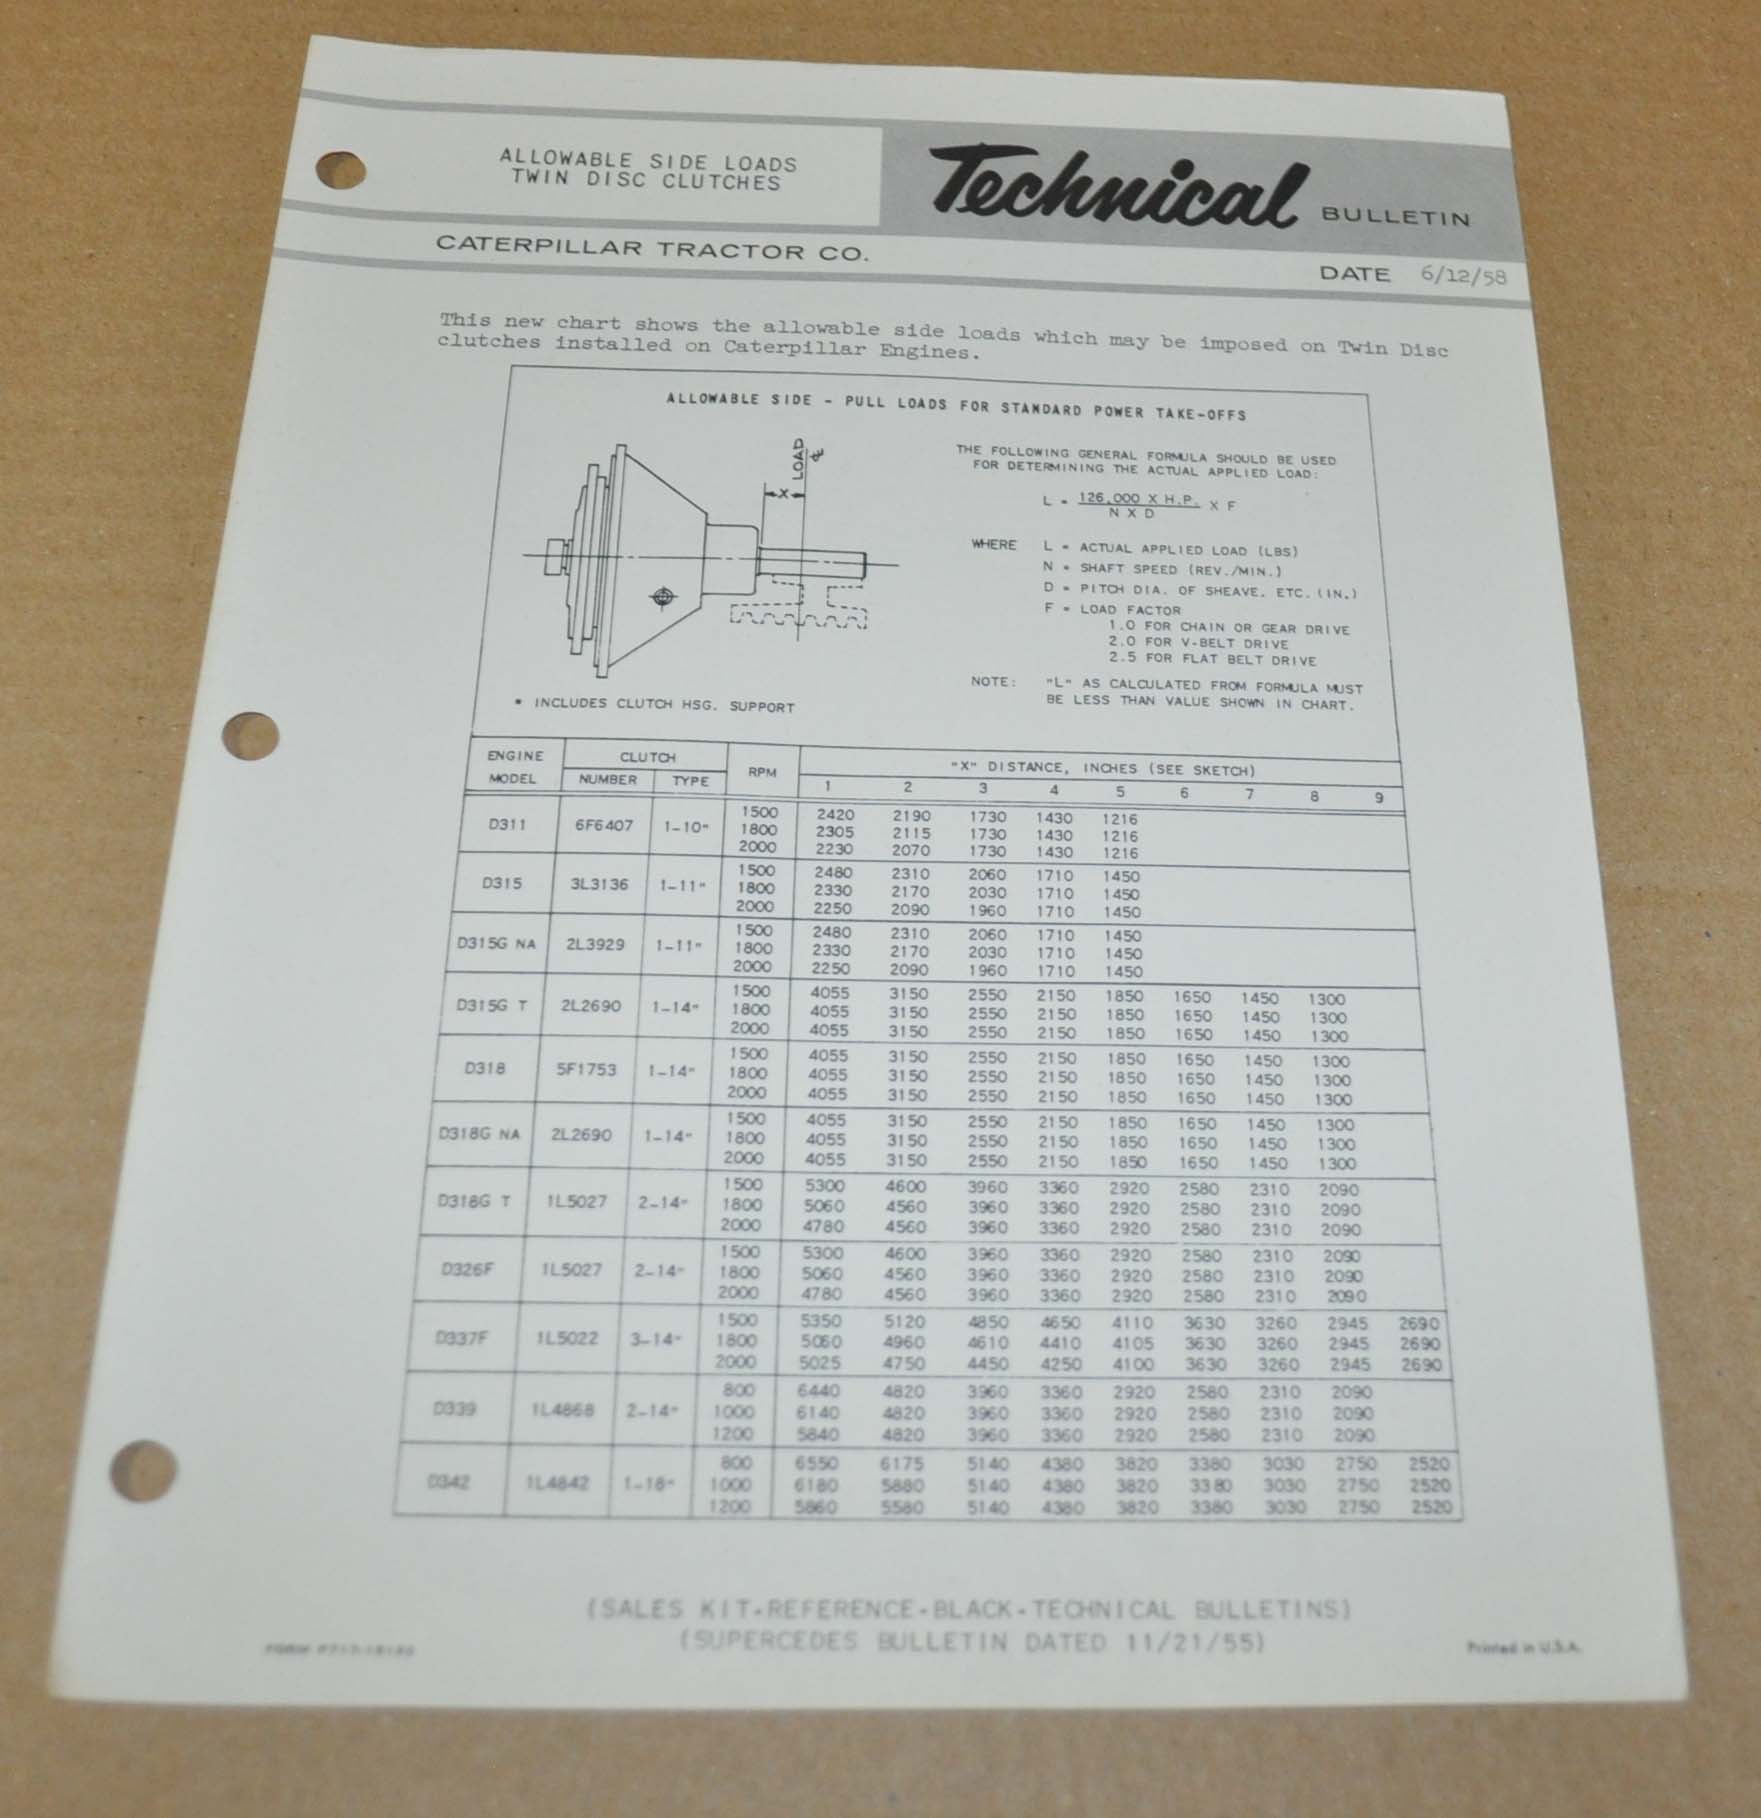 ALLOWABLE SIDE LOADS
TWIN DISC CLUTCHES
Technical BULLETIN
CATERPILLAR TRACTOR CO.
DATE 6/12/58
This new chart shows the allowable side loads which may be imposed on Twin Disc
clutches installed on Caterpillar Engines.
ALLOWABLE SIDE - PULL LOADS FOR STANDARD POWER TAKE-OFFS
LOAD
X
* INCLUDES CLUTCH HSG. SUPPORT
THE FOLLOWING GENERAL FORMULA SHOULD BE USED
FOR DETERMINING THE ACTUAL APPLIED LOAD:
L = 126,000 X H.P. X F
N X D
WHERE L = ACTUAL APPLIED LOAD (LBS)
N = SHAFT SPEED (REV./MIN.)
D = PITCH DIA. OF SHEAVE. ETC. (IN.)
F = LOAD FACTOR
1.0 FOR CHAIN OR GEAR DRIVE
2.0 FOR V-BELT DRIVE
2.5 FOR FLAT BELT DRIVE
NOTE: "L" AS CALCULATED FROM FORMULA MUST
BE LESS THAN VALUE SHOWN IN CHART.
ENGINE MODEL CLUTCH RPM "X" DISTANCE, INCHES (SEE SKETCH)
NUMBER TYPE 1 2 3 4 5 6 7 8 9
1500 2420 2190 1730 1430 1216
D311 6F6407 1-10" 1800 2305 2115 1730 1430 1216
2000 2230 2070 1730 1430 1216
1500 2480 2310 2060 1710 1450
D315 3L3136 1-11" 1800 2330 2170 2030 1710 1450
2000 2250 2090 1960 1710 1450
1500 2480 2310 2060 1710 1450
D315G NA 2L3929 1-11" 1800 2330 2170 2030 1710 1450
2000 2250 2090 1960 1710 1450
1500 4055 3150 2550 2150 1850 1650 1450 1300
D315G T 2L2690 1-14" 1800 4055 3150 2550 2150 1850 1650 1450 1300
2000 4055 3150 2550 2150 1850 1650 1450 1300
1500 4055 3150 2550 2150 1850 1650 1450 1300
D318 5F1753 1-14" 1800 4055 3150 2550 2150 1850 1650 1450 1300
2000 4055 3150 2550 2150 1850 1650 1450 1300
1500 4055 3150 2550 2150 1850 1650 1450 1300
D318G NA 2L2690 1-14" 1800 4055 3150 2550 2150 1850 1650 1450 1300
2000 4055 3150 2550 2150 1850 1650 1450 1300
1500 5300 4600 3960 3360 2920 2580 2310 2090
D318G T 1L5027 2-14" 1800 5060 4560 3960 3360 2920 2580 2310 2090
2000 4780 4560 3960 3360 2920 2580 2310 2090
1500 5300 4600 3960 3360 2920 2580 2310 2090
D326F 1L5027 2-14" 1800 5060 4560 3960 3360 2920 2580 2310 2090
2000 4780 4560 3960 3360 2920 2580 2310 2090
1500 5350 5120 4850 4650 4110 3630 3260 2945 2690
D337F 1L5022 3-14" 1800 5060 4960 4610 4410 4105 3630 3260 2945 2690
2000 5025 4750 4450 4250 4100 3630 3260 2945 2690
800 6440 4820 3960 3360 2920 2580 2310 2090
D339 1L4868 2-14" 1000 6140 4820 3960 3360 2920 2580 2310 2090
1200 5840 4820 3960 3360 2920 2580 2310 2090
800 6550 6175 5140 4380 3820 3380 3030 2750 2520
D342 1L4842 1-18" 1000 6180 5880 5140 4380 3820 3380 3030 2750 2520
1200 5860 5580 5140 4380 3820 3380 3030 2750 2520
(SALES KIT-REFERENCE-BLACK-TECHNICAL BULLETINS)
(SUPERCEDES BULLETIN DATED 11/21/55)
FORM
Printed in U.S.A.